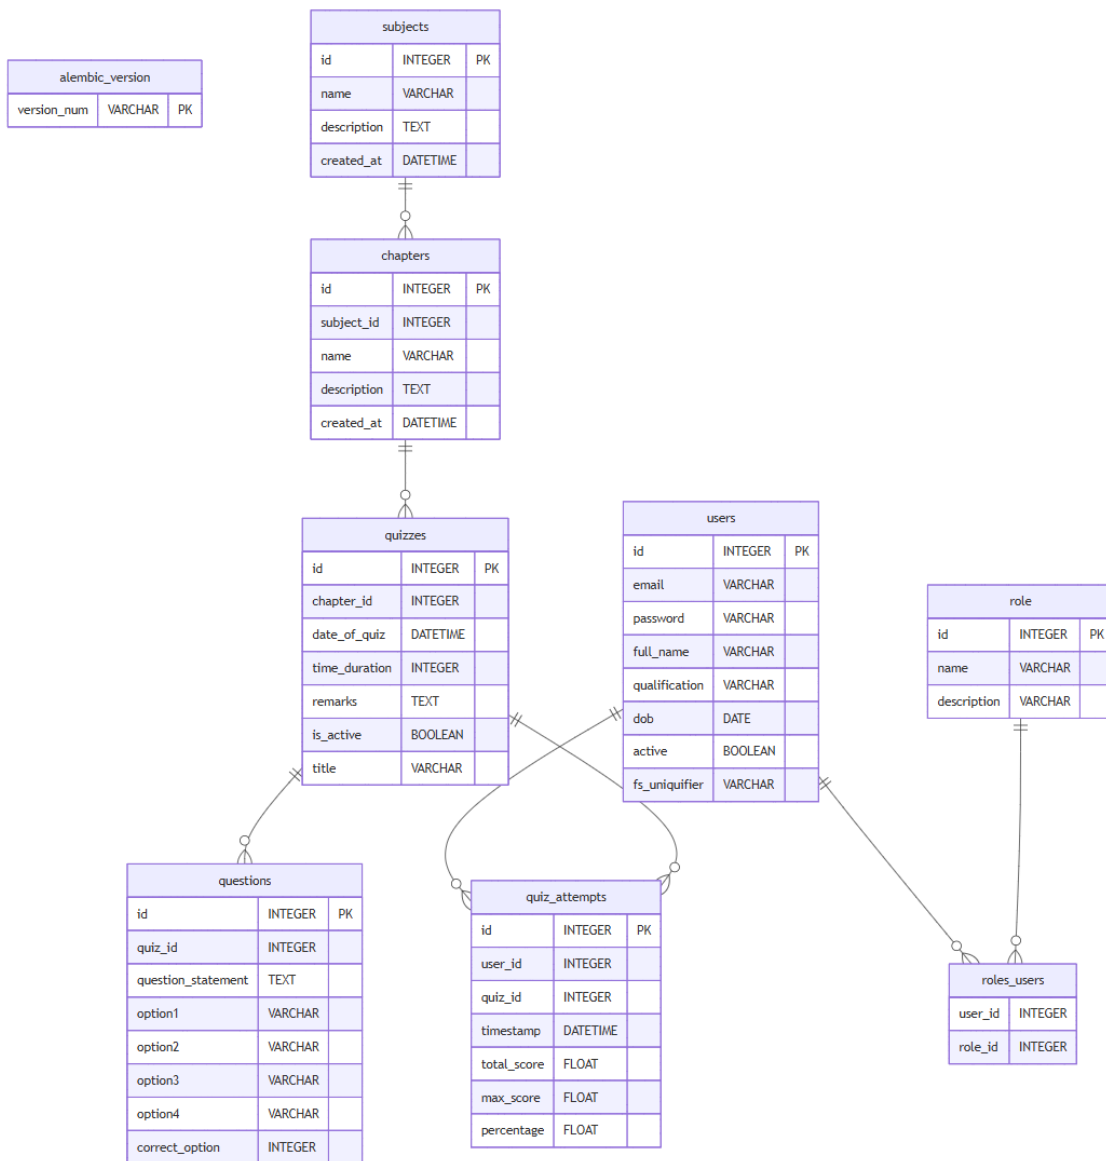 subjects
id INTEGER PK
name VARCHAR
description TEXT
created_at DATETIME
alembic_version
version_num VARCHAR PK
chapters
id INTEGER PK
subject_id INTEGER
name VARCHAR
description TEXT
created_at DATETIME
quizzes
id INTEGER PK
chapter_id INTEGER
date_of_quiz DATETIME
time_duration INTEGER
remarks TEXT
is_active BOOLEAN
title VARCHAR
users
id INTEGER PK
email VARCHAR
password VARCHAR
full_name VARCHAR
qualification VARCHAR
dob DATE
active BOOLEAN
fs_uniquifier VARCHAR
role
id INTEGER PK
name VARCHAR
description VARCHAR
questions
id INTEGER PK
quiz_id INTEGER
question_statement TEXT
option1 VARCHAR
option2 VARCHAR
option3 VARCHAR
option4 VARCHAR
correct_option INTEGER
quiz_attempts
id INTEGER PK
user_id INTEGER
quiz_id INTEGER
timestamp DATETIME
total_score FLOAT
max_score FLOAT
percentage FLOAT
roles_users
user_id INTEGER
role_id INTEGER